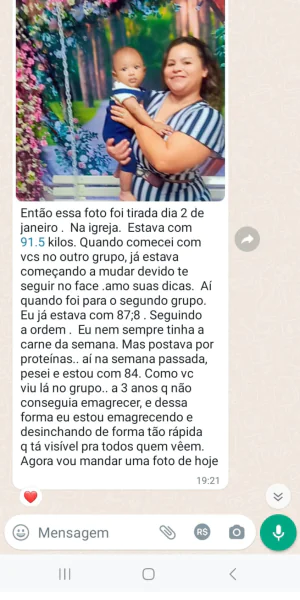 Então essa foto foi tirada dia 2 de
janeiro . Na igreja. Estava com
91.5 kilos. Quando comecei com
vcs no outro grupo, já estava
começando a mudar devido te
seguir no face .amo suas dicas. Aí
quando foi para o segundo grupo.
Eu já estava com 87;8 . Seguindo
a ordem . Eu nem sempre tinha a
carne da semana. Mas postava por
proteínas.. aí na semana passada,
pesei e estou com 84. Como vc
viu lá no grupo.. a 3 anos q não
conseguia emagrecer, e dessa
forma eu estou emagrecendo e
desinchando de forma tão rápida
q tá visível pra todos quem vêem.
Agora vou mandar uma foto de hoje
19:21
Mensagem
R$